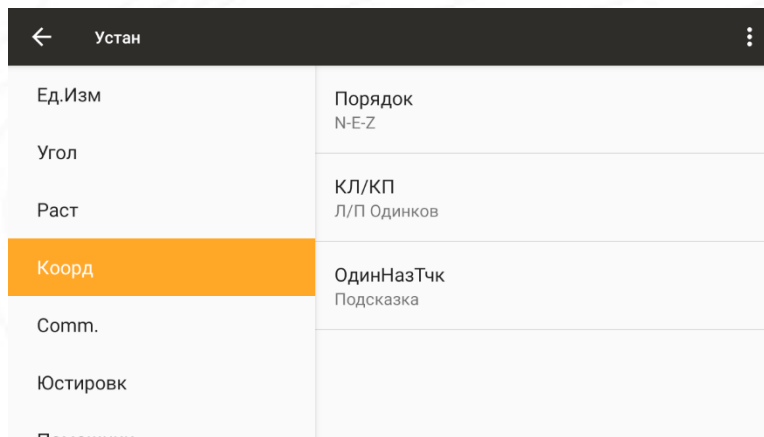 Устан
Ед.Изм
Угол
Раст
Коорд
Comm.
Юстировк
Порядок
N-E-Z
КЛ/КП
Л/П Одинков
ОдинНазТчк
Подсказка